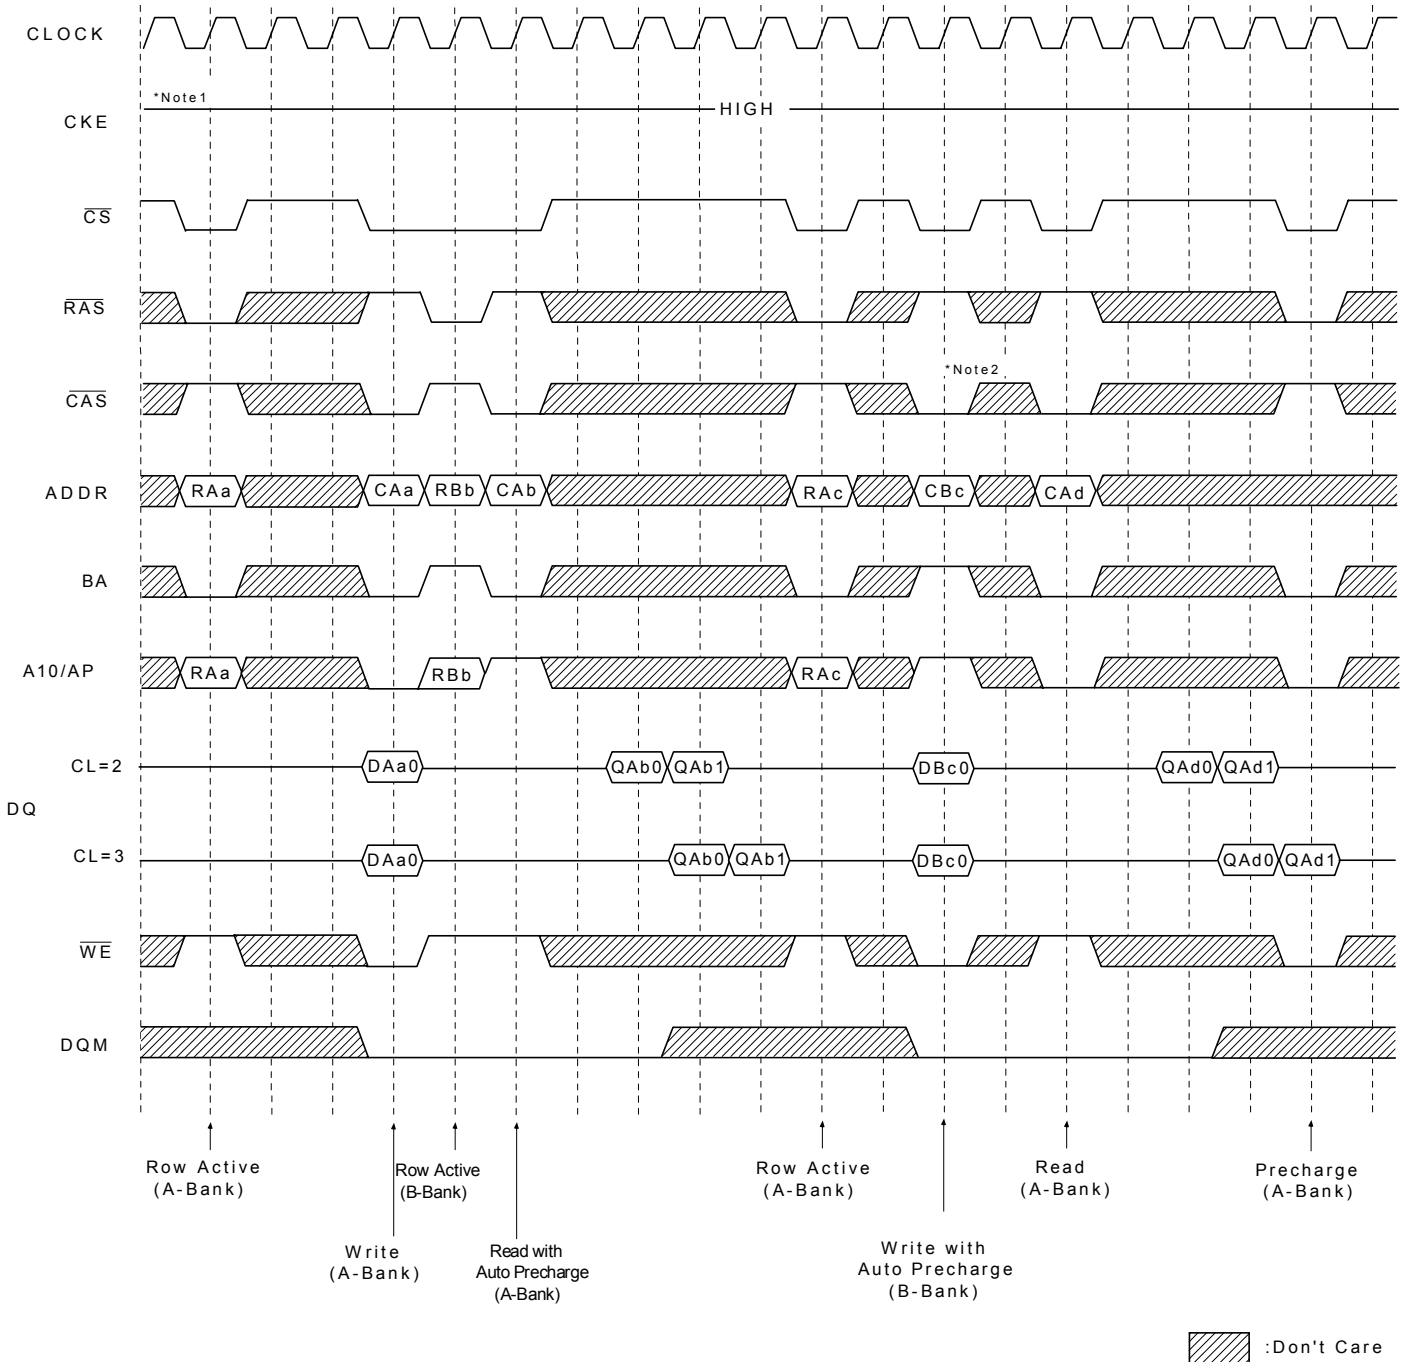 CLOCK
*Note1
HIGH
CKE
CS
RAS
*Note2
CAS
ADDR
RAa
CAa
RBb
CAb
RAc
CBc
CAd
BA
A10/AP
RAa
RBb
RAc
CL=2
DAa0
QAb0
QAb1
DBc0
QAd0
QAd1
DQ
CL=3
DAa0
QAb0
QAb1
DBc0
QAd0
QAd1
WE
DQM
Row Active
(A-Bank)
Row Active
(B-Bank)
Row Active
(A-Bank)
Read
(A-Bank)
Precharge
(A-Bank)
Write
(A-Bank)
Read with
Auto Precharge
(A-Bank)
Write with
Auto Precharge
(B-Bank)
:Don't Care